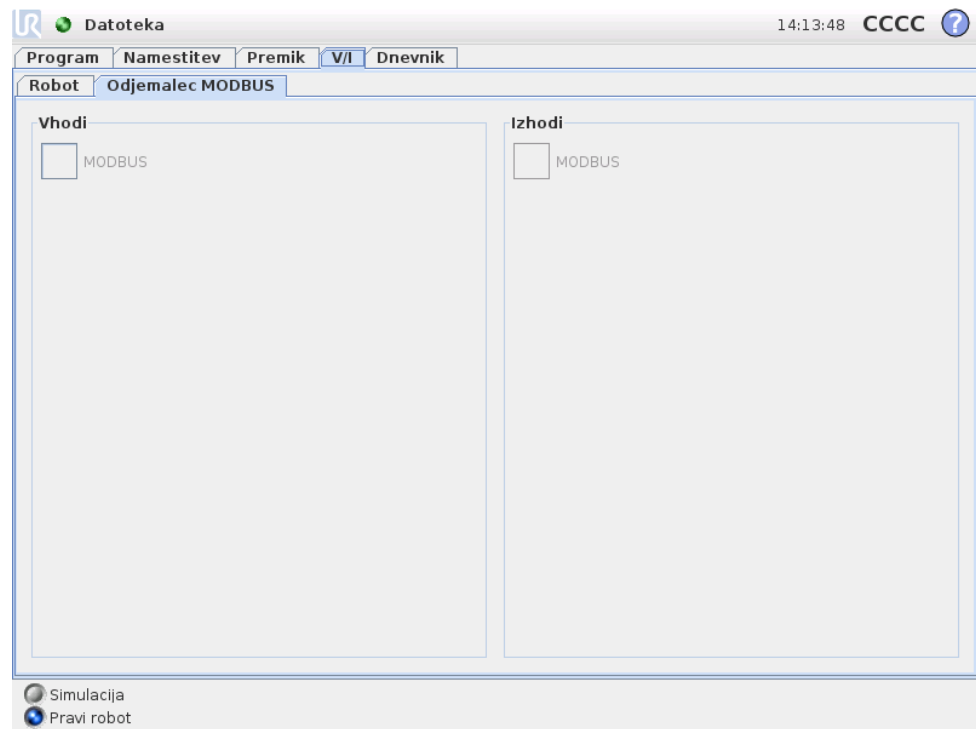 UR Datoteka 14:13:48 CCCC ?
Program Namestitev Premik V/I Dnevnik
Robot Odjemalec MODBUS
Vhodi Izhodi
MODBUS MODBUS
Simulacija
Pravi robot